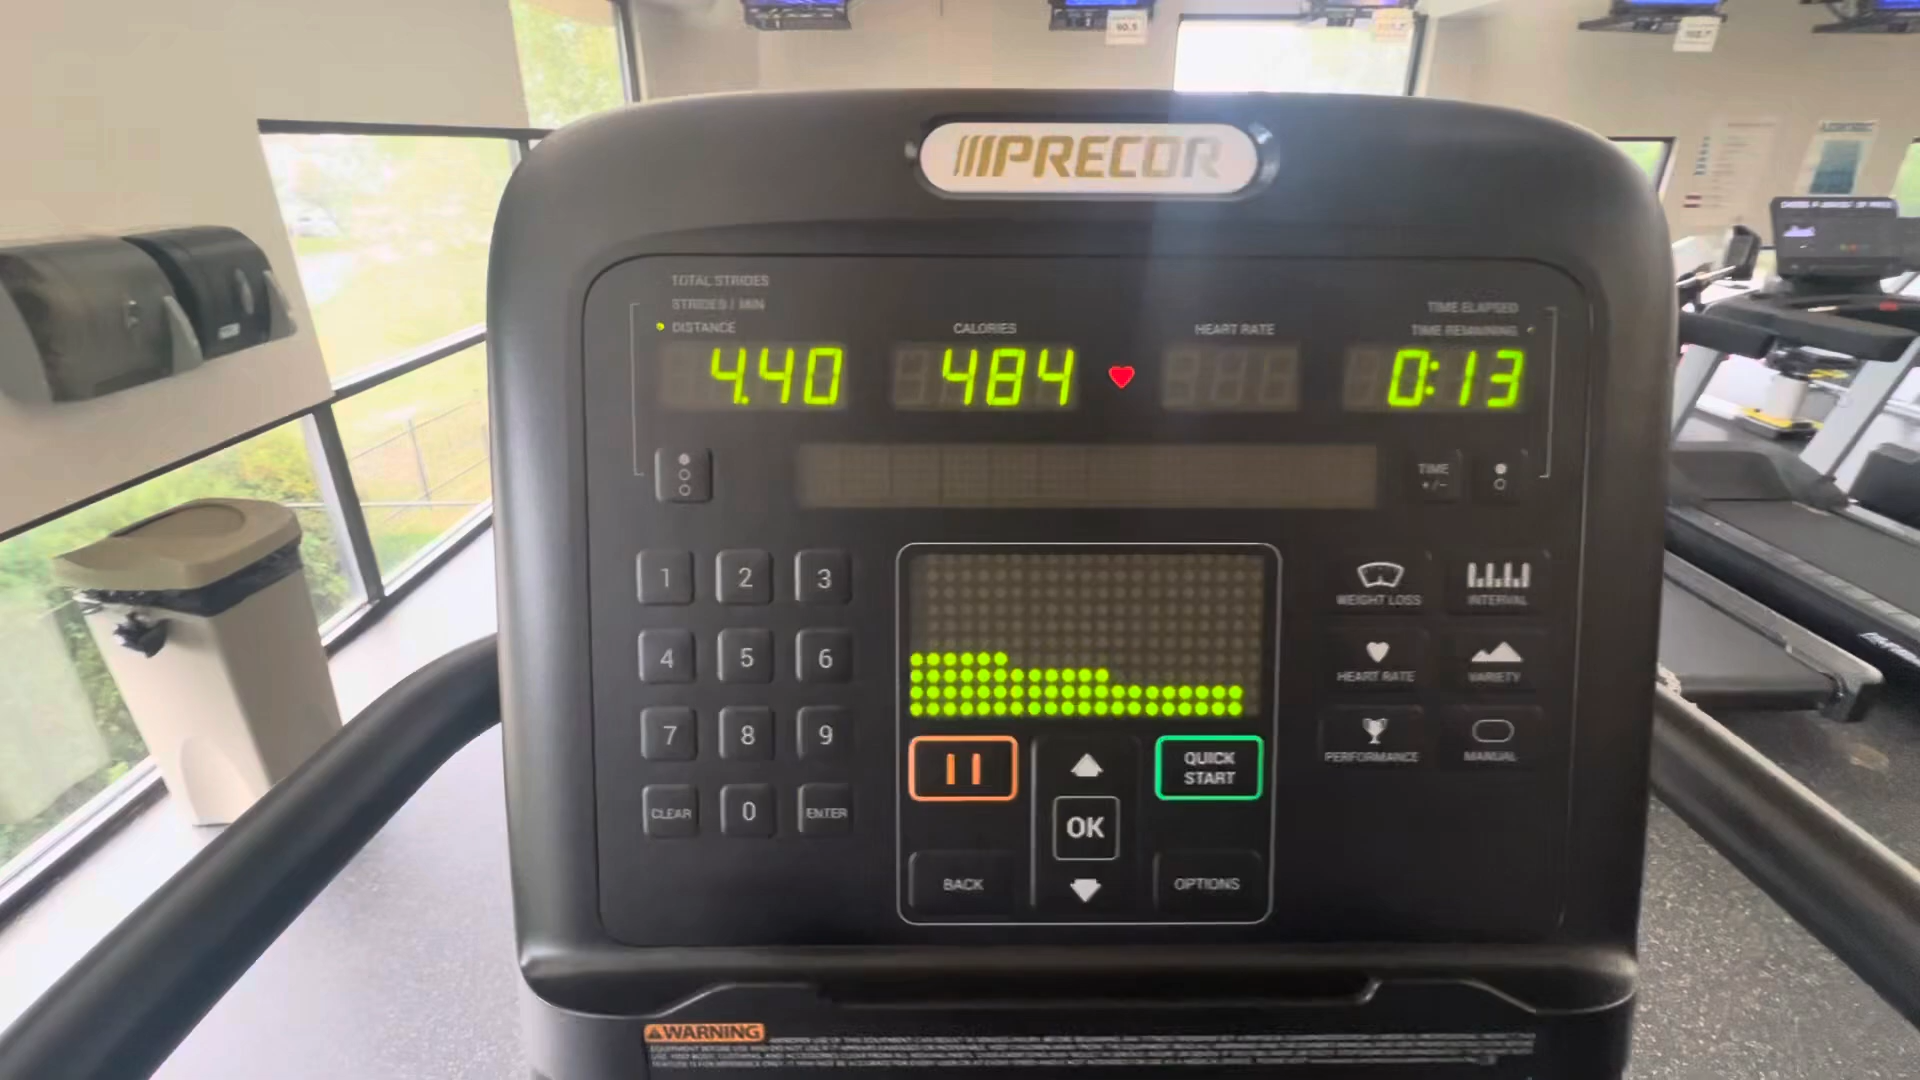 PRECOR
TOTAL STRIDES
STRIDES / MIN
DISTANCE
CALORIES
HEART RATE
TIME ELAPSED
TIME REMAINING
4.40
484
0:13
TIME
+/-
1 2 3
4 5 6
7 8 9
CLEAR 0 ENTER
QUICK
START
OK
BACK
OPTIONS
WEIGHT LOSS
INTERVAL
HEART RATE
VARIETY
PERFORMANCE
MANUAL
WARNING